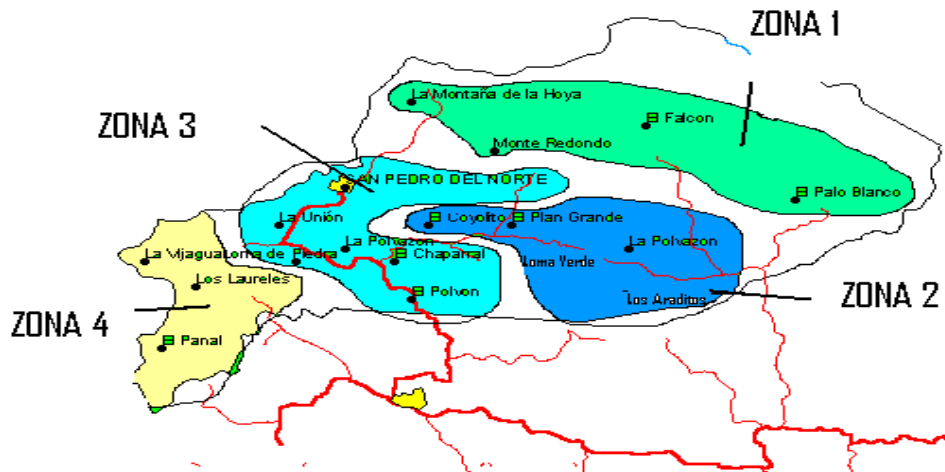 ZONA 1
La Montaña de la Hoya
El Falcon
ZONA 3
Monte Redondo
SAN PEDRO DEL NORTE
El Palo Blanco
La Unión
El Coyolito
El Plan Grande
La Polvazon
La Polvazon
La Mjagua
Loma de Piedra
El Chaparral
Loma Verde
Los Laureles
ZONA 2
El Polvon
Los Araditos
ZONA 4
El Panal